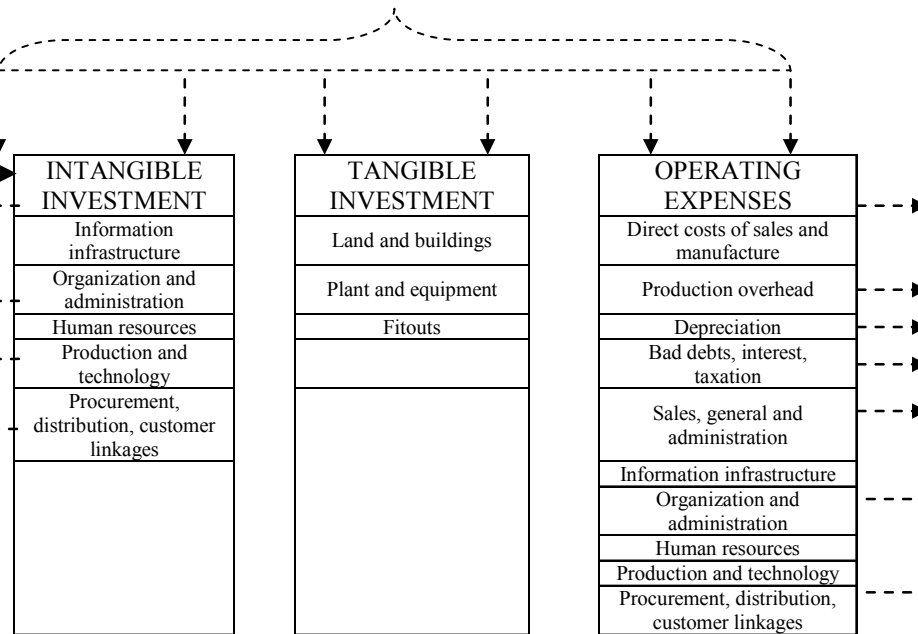 INTANGIBLE
INVESTMENT
Information
infrastructure
Organization and
administration
Human resources
Production and
technology
Procurement,
distribution, customer
linkages
TANGIBLE
INVESTMENT
Land and buildings
Plant and equipment
Fitouts
OPERATING
EXPENSES
Direct costs of sales and
manufacture
Production overhead
Depreciation
Bad debts, interest,
taxation
Sales, general and
administration
Information infrastructure
Organization and
administration
Human resources
Production and technology
Procurement, distribution,
customer linkages